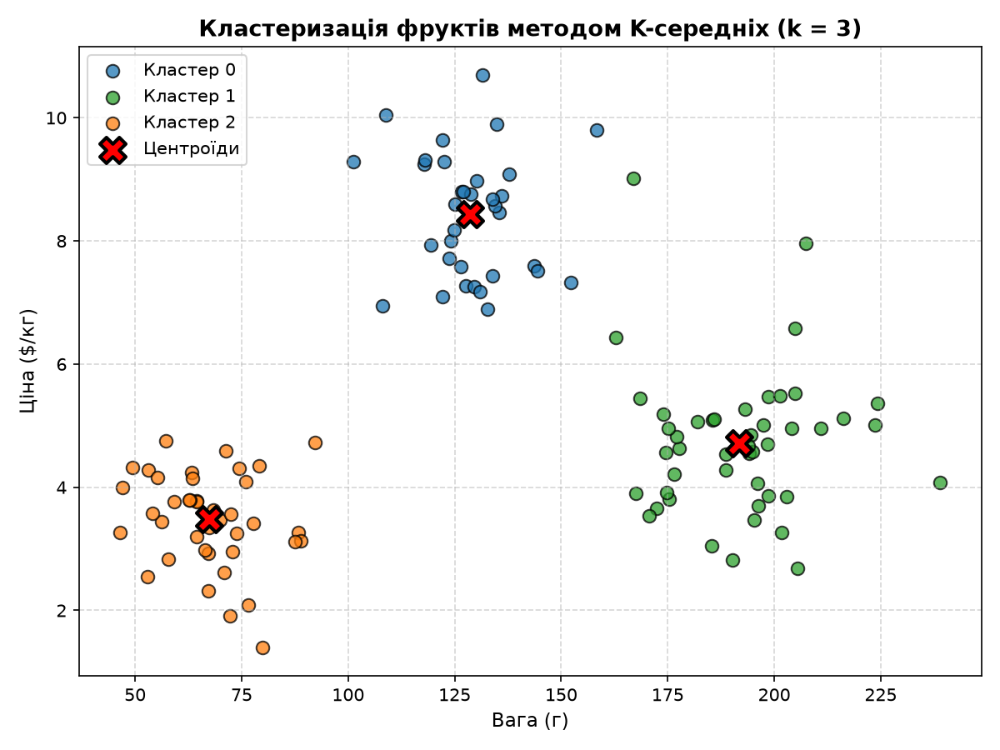 Кластеризація фруктів методом K-середніх (k = 3)
Кластер 0
Кластер 1
Кластер 2
Центроїди
10
8
6
4
2
Ціна ($/кг)
50 75 100 125 150 175 200 225
Вага (г)